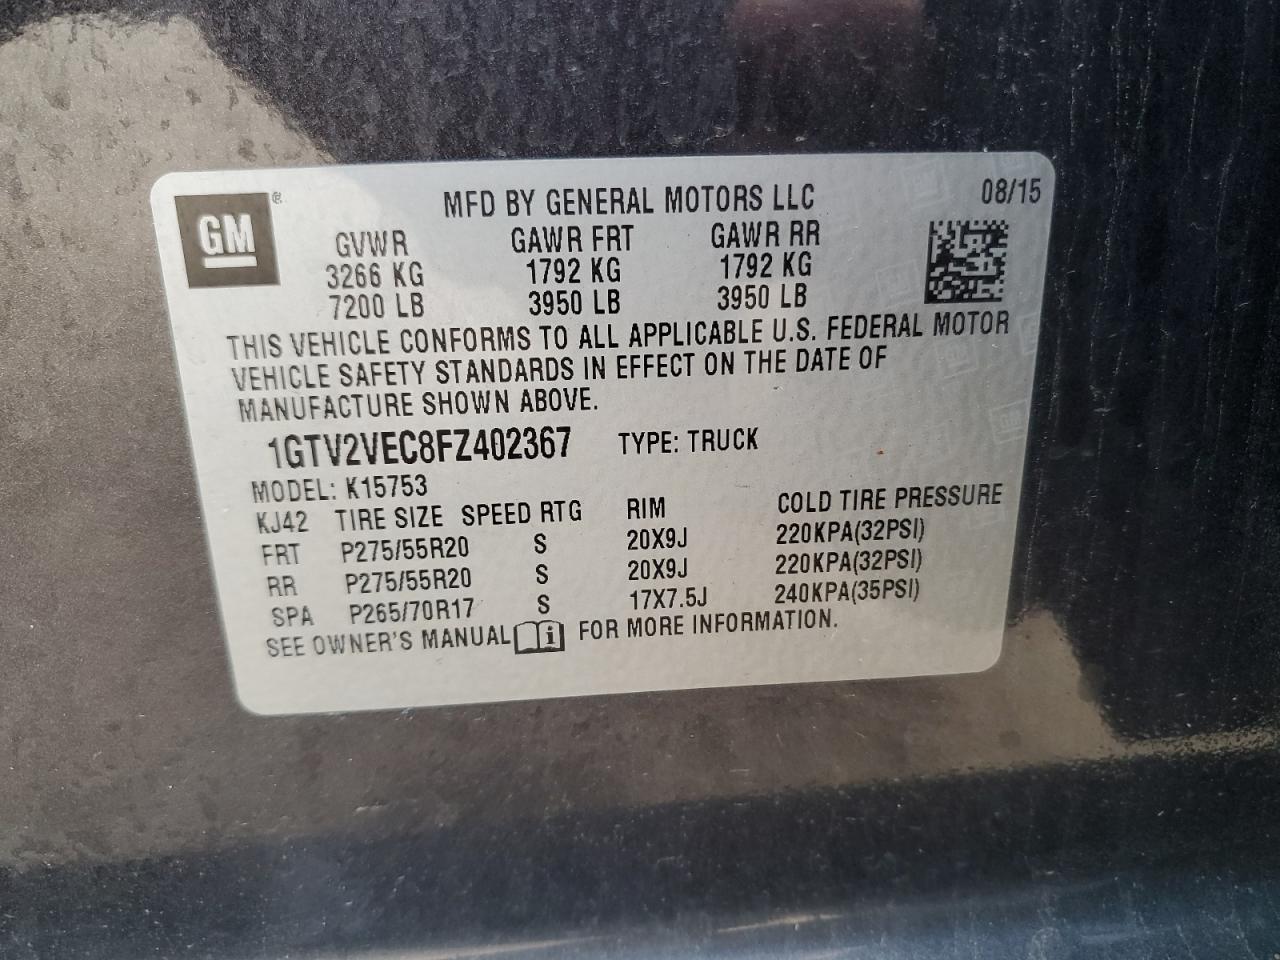 GM® MFD BY GENERAL MOTORS LLC 08/15
GVWR GAWR FRT GAWR RR
3266 KG 1792 KG 1792 KG
7200 LB 3950 LB 3950 LB
THIS VEHICLE CONFORMS TO ALL APPLICABLE U.S. FEDERAL MOTOR
VEHICLE SAFETY STANDARDS IN EFFECT ON THE DATE OF
MANUFACTURE SHOWN ABOVE.
1GTV2VEC8FZ402367 TYPE: TRUCK
MODEL: K15753
KJ42 TIRE SIZE SPEED RTG RIM COLD TIRE PRESSURE
FRT P275/55R20 S 20X9J 220KPA(32PSI)
RR P275/55R20 S 20X9J 220KPA(32PSI)
SPA P265/70R17 S 17X7.5J 240KPA(35PSI)
SEE OWNER'S MANUAL i FOR MORE INFORMATION.